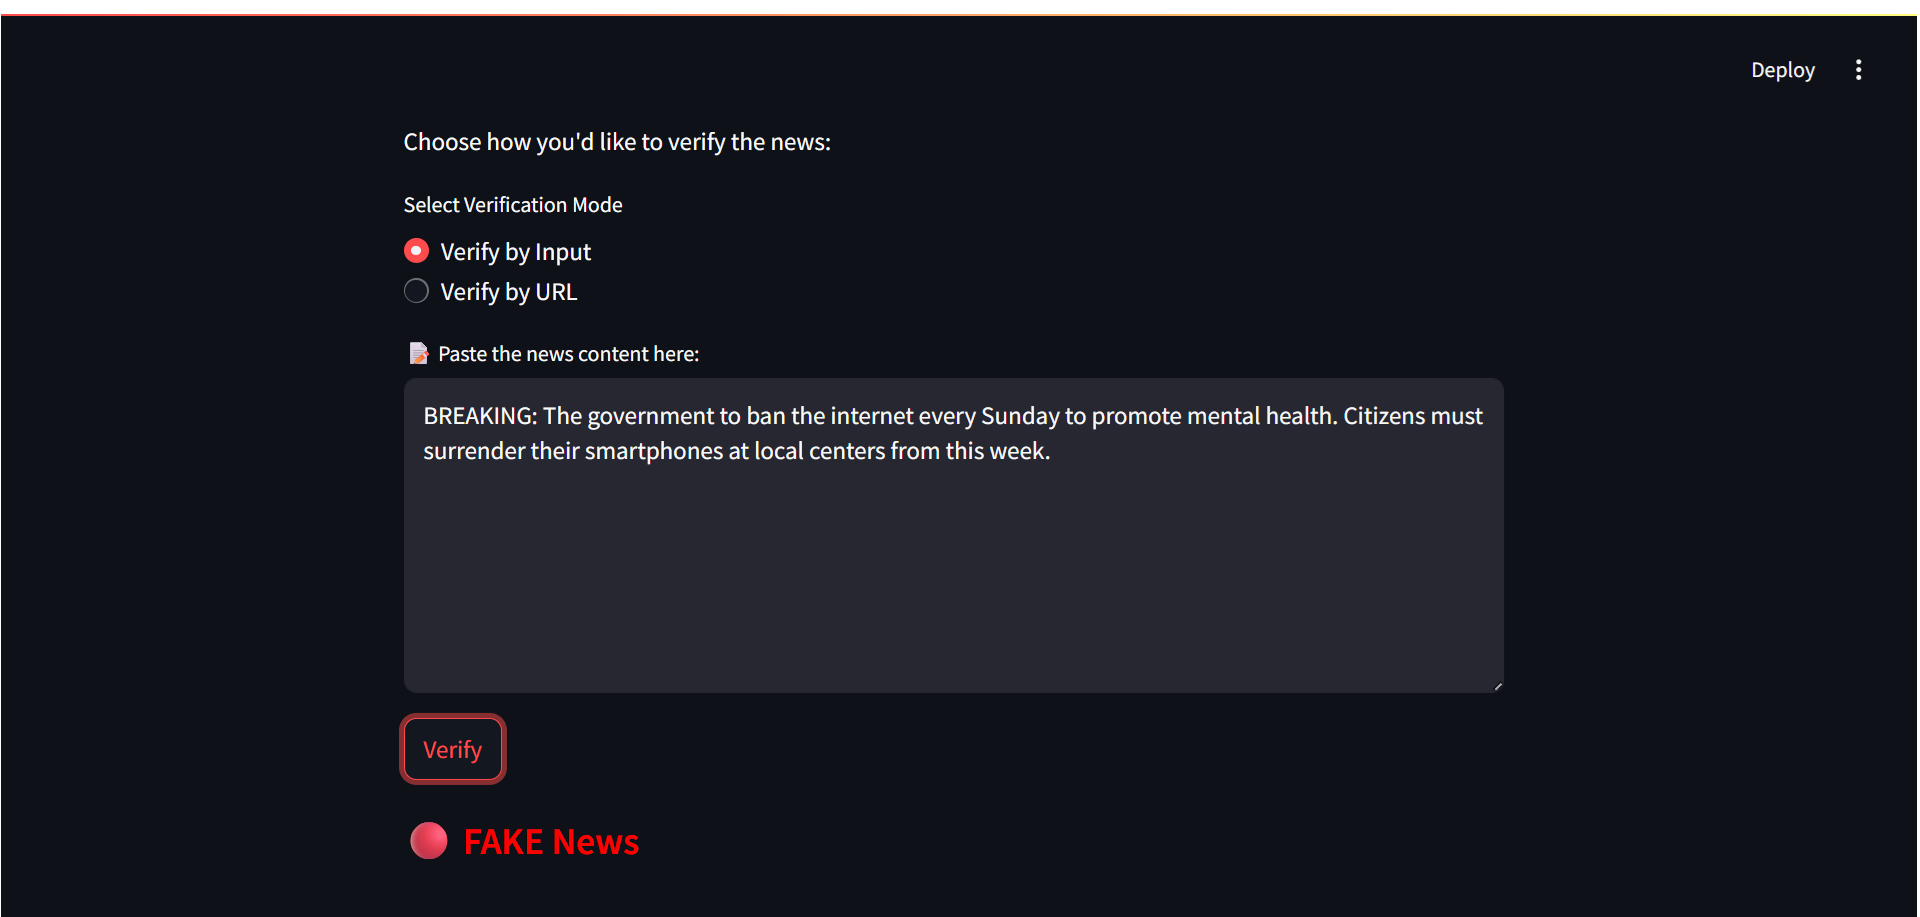 Deploy
Choose how you'd like to verify the news:
Select Verification Mode
Verify by Input
Verify by URL
Paste the news content here:
BREAKING: The government to ban the internet every Sunday to promote mental health. Citizens must
surrender their smartphones at local centers from this week.
Verify
FAKE News